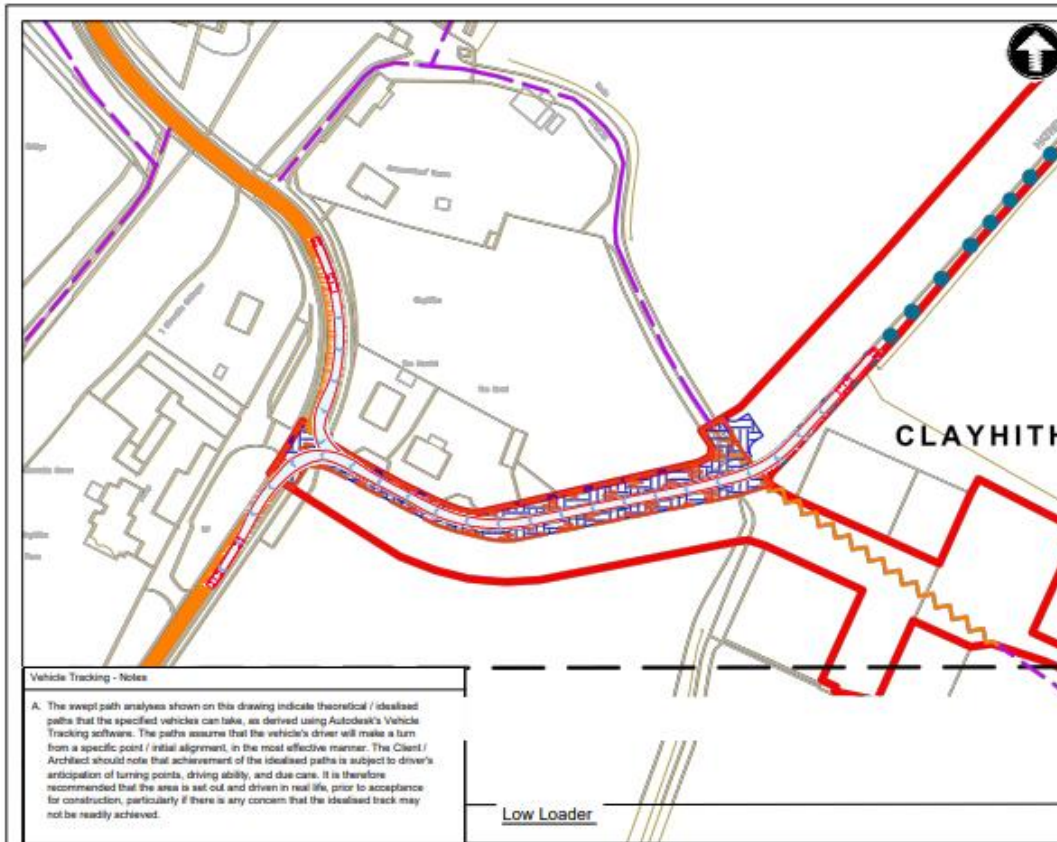 CLAYHITH
Vehicle Tracking - Notes
A. The swept path analyses shown on this drawing indicate theoretical / idealised
paths that the specified vehicles can take, as derived using Autodesk's Vehicle
Tracking software. The paths assume that the vehicle's driver will make a turn
from a specific point / initial alignment, in the most effective manner. The Client /
Architect should note that achievement of the idealised paths is subject to driver's
anticipation of turning points, driving ability, and due care. It is therefore
recommended that the area is set out and driven in real life, prior to acceptance
for construction, particularly if there is any concern that the idealised track may
not be readily achieved.
Low Loader